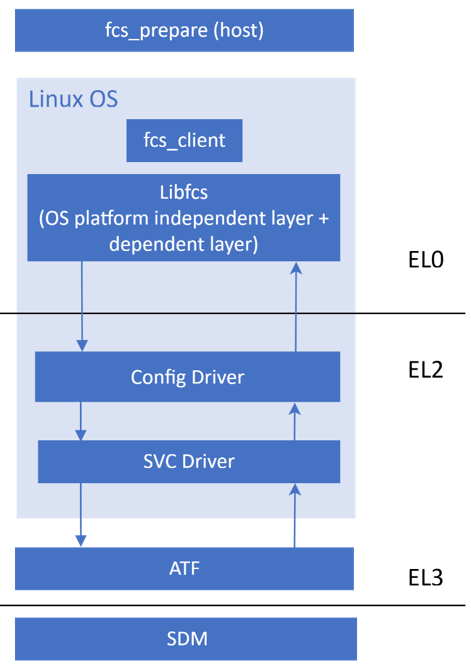 fcs_prepare (host)
Linux OS
fcs_client
Libfcs
(OS platform independent layer +
dependent layer)
EL0
EL2
Config Driver
SVC Driver
ATF
EL3
SDM